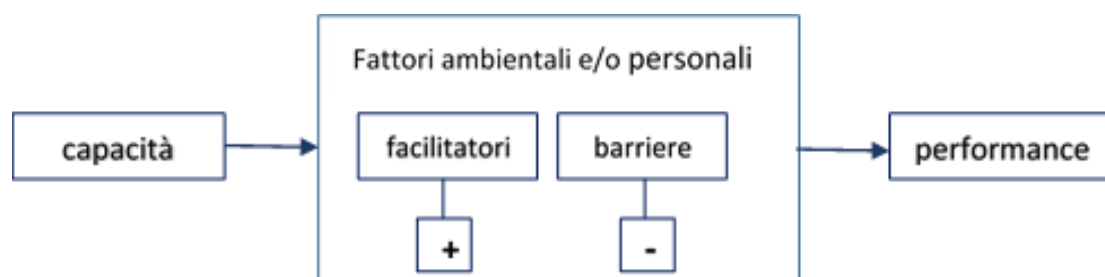 Fattori ambientali e/o personali
capacità
facilitatori
barriere
performance
+
-